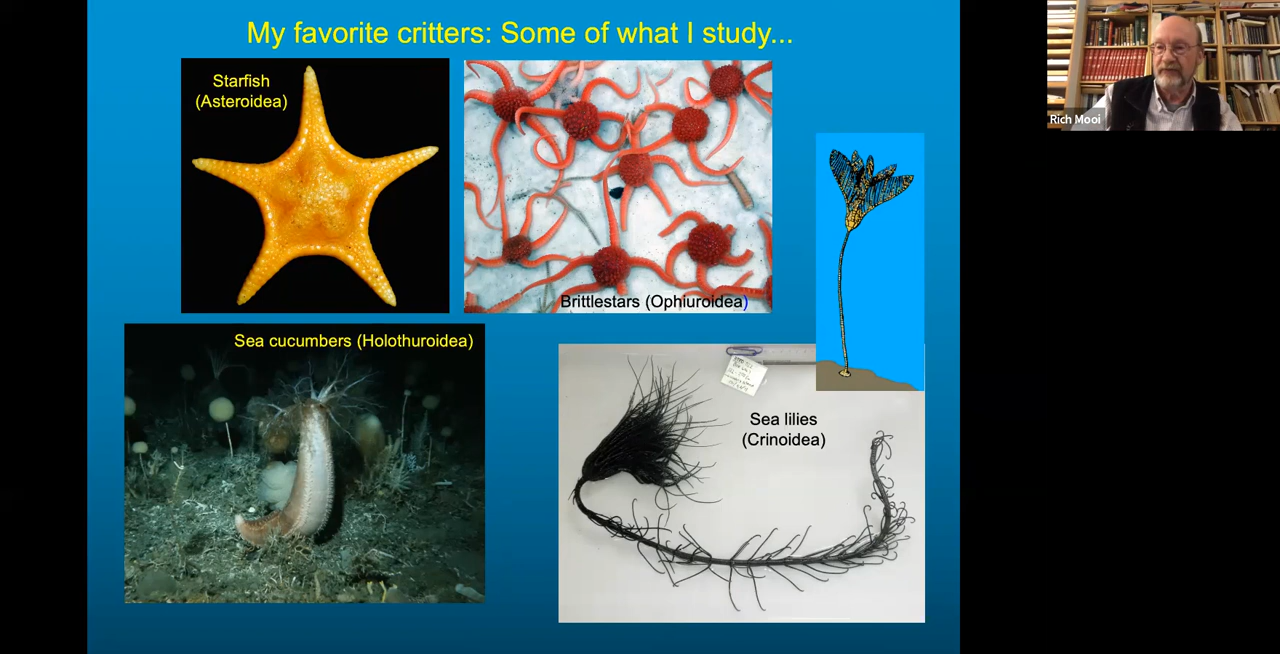 My favorite critters: Some of what I study...
Starfish
(Asteroidea)
Brittlestars (Ophiuroidea)
Sea cucumbers (Holothuroidea)
Sea lilies
(Crinoidea)
Rich Mooi